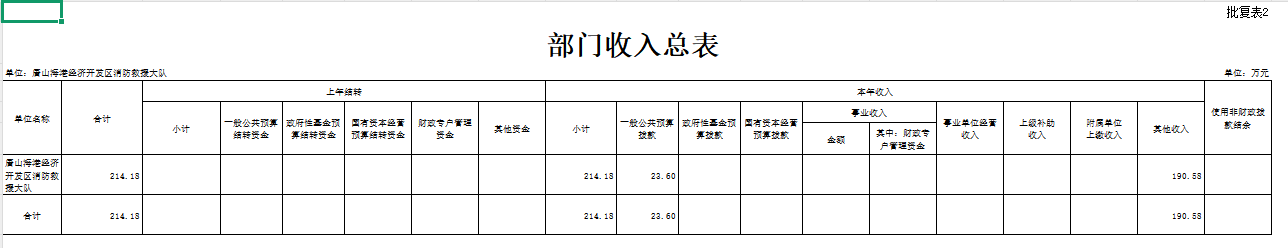 批复表2
部门收入总表
单位：唐山海港经济开发区消防救援大队 单位：万元
单位名称 合计 上年结转 本年收入 使用非财政拨
款结余
小计 一般公共预算
结转资金 政府性基金预
算结转资金 国有资本经营
预算结转资金 财政专户管理
资金 其他资金 小计 一般公共预算
拨款 政府性基金预
算拨款 国有资本经营
预算拨款 事业收入 事业单位经营
收入 上级补助
收入 附属单位
上缴收入 其他收入
金额 其中：财政专
户管理资金
唐山海港经济
开发区消防救
援大队 214.18 214.18 23.60 190.58
合计 214.18 214.18 23.60 190.58